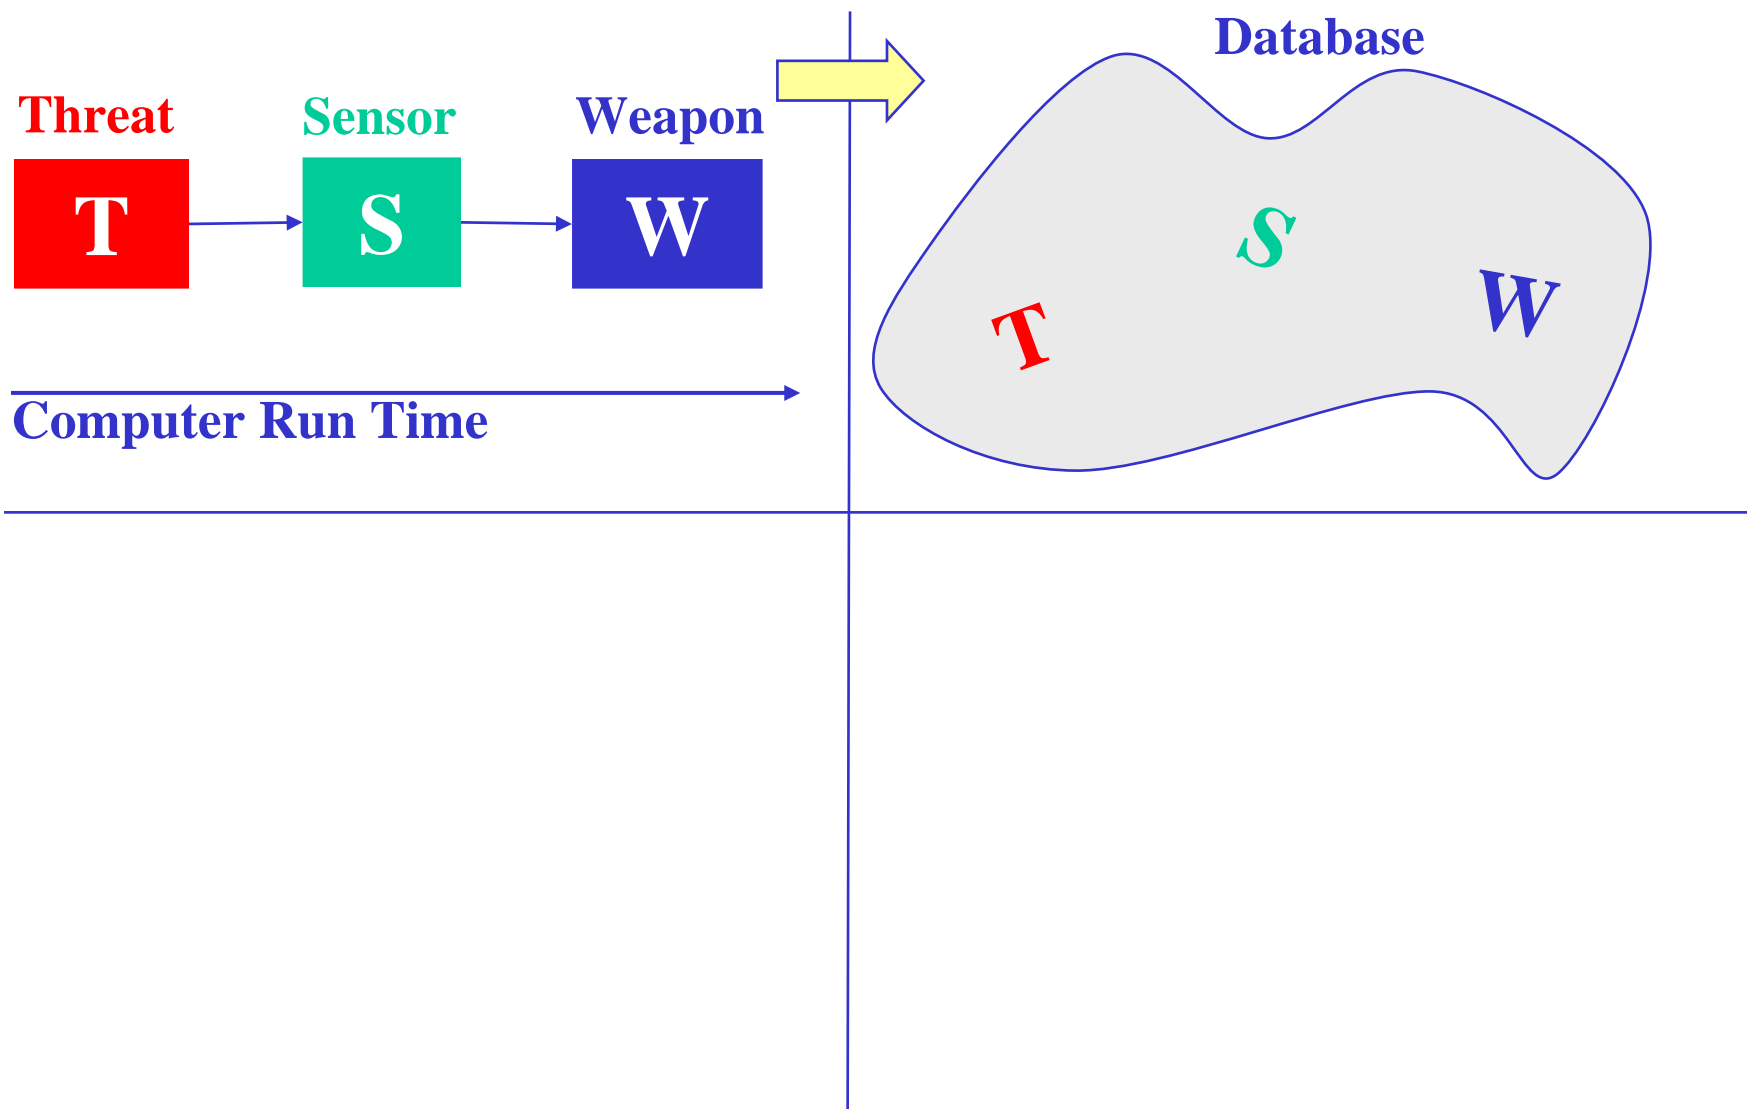 Threat
Sensor
Weapon
T
S
W
Computer Run Time
Database
S
W
T